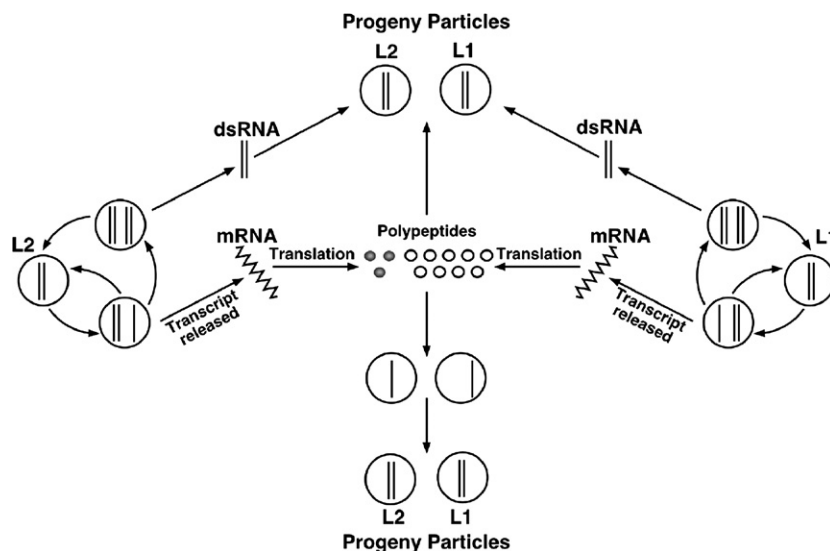 Progeny Particles
L2 L1
dsRNA dsRNA
Polypeptides
L2 mRNA Translation Translation mRNA L1
Transcript released Transcript released
L2 L1
Progeny Particles